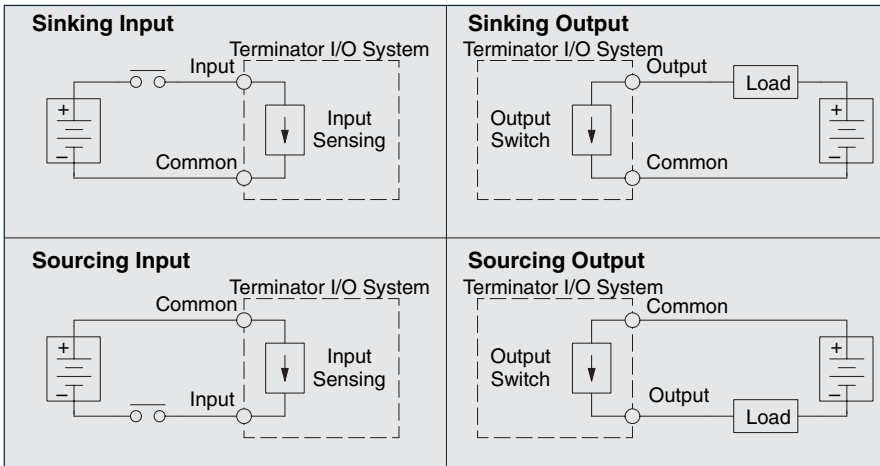 Sinking Input
Terminator I/O System
Input
+
–
Input
Sensing
Common
Sinking Output
Terminator I/O System
Output
Load
Output
Switch
+
–
Common
Sourcing Input
Terminator I/O System
Common
+
–
Input
Sensing
Input
Sourcing Output
Terminator I/O System
Common
Output
Switch
+
–
Output
Load